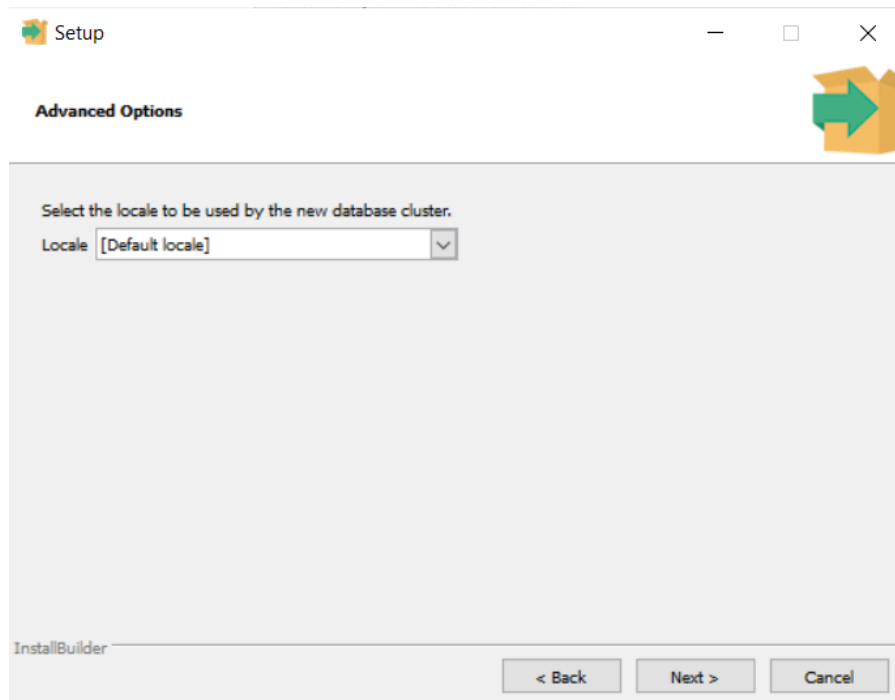 Setup
Advanced Options
Select the locale to be used by the new database cluster.
Locale [Default locale]
InstallBuilder
< Back Next > Cancel